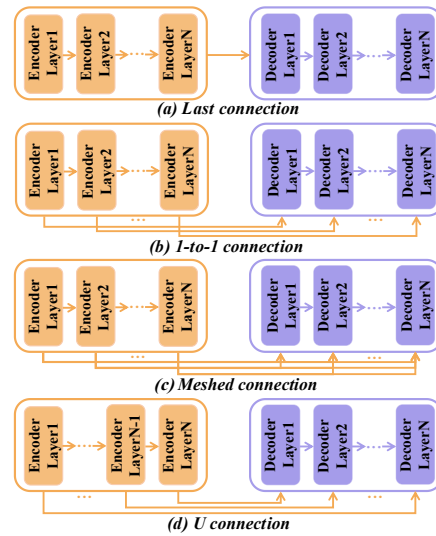 Encoder Layer1
Encoder Layer2
...
Encoder LayerN
Decoder Layer1
Decoder Layer2
...
Decoder LayerN
(a) Last connection
Encoder Layer1
Encoder Layer2
...
Encoder LayerN
Decoder Layer1
Decoder Layer2
...
Decoder LayerN
...
...
(b) 1-to-1 connection
Encoder Layer1
Encoder Layer2
...
Encoder LayerN
Decoder Layer1
Decoder Layer2
...
Decoder LayerN
...
...
(c) Meshed connection
Encoder Layer1
...
Encoder LayerN-1
Encoder LayerN
Decoder Layer1
Decoder Layer2
...
Decoder LayerN
...
...
(d) U connection